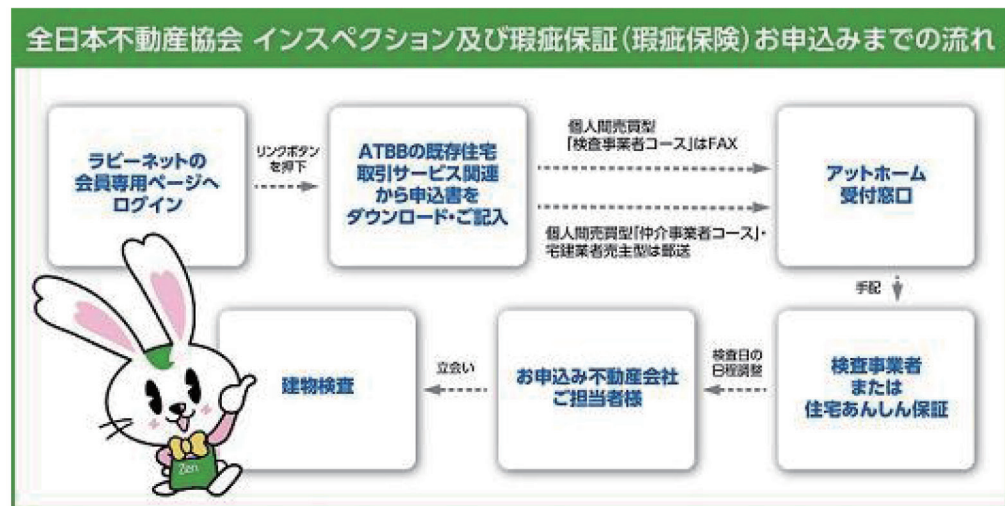 全日本不動産協会 インスペクション及び瑕疵保証(瑕疵保険)お申込みまでの流れ
ラビーネットの
会員専用ページへ
ログイン
リンクボタン
を押下
ATBBの既存住宅
取引サービス関連
から申込書を
ダウンロード・ご記入
個人間売買型
「検査事業者コース」はFAX
個人間売買型「仲介事業者コース」・
宅建業者売主型は郵送
アットホーム
受付窓口
手配
検査事業者
または
住宅あんしん保証
検査日の
日程調整
お申込み不動産会社
ご担当者様
立会い
建物検査
Zen